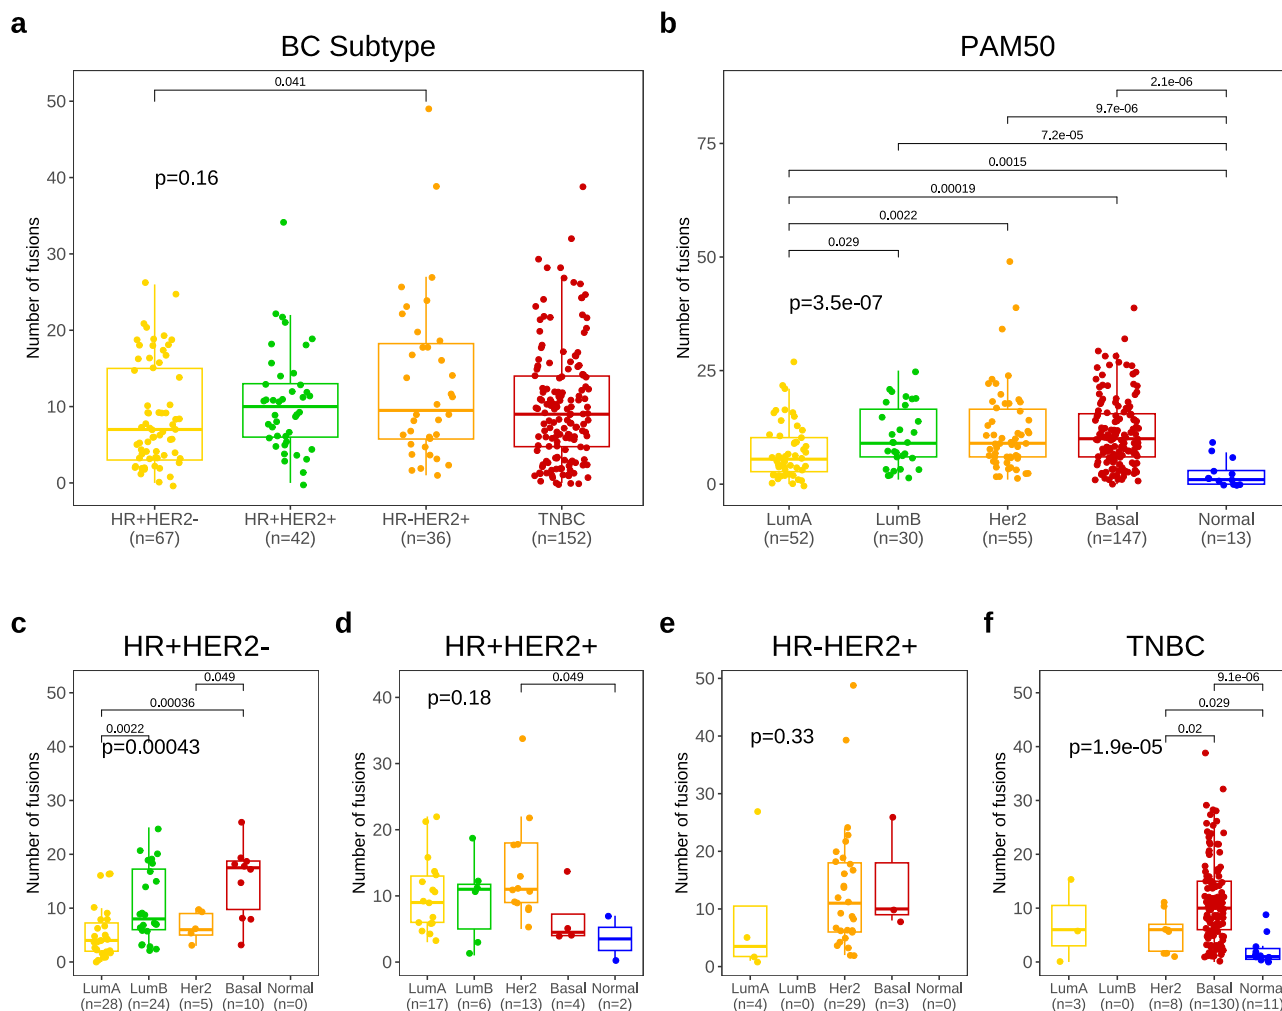 a
BC Subtype
Number of fusions
50
40
30
20
10
0
0.041
p=0.16
HR+HER2- HR+HER2+ HR-HER2+ TNBC
(n=67) (n=42) (n=36) (n=152)
b
PAM50
Number of fusions
75
50
25
0
2.1e-06
9.7e-06
7.2e-05
0.0015
0.00019
0.0022
0.029
p=3.5e-07
LumA LumB Her2 Basal Normal
(n=52) (n=30) (n=55) (n=147) (n=13)
c
HR+HER2-
Number of fusions
50
40
30
20
10
0
0.049
0.00036
0.0022
p=0.00043
LumA LumB Her2 Basal Normal
(n=28) (n=24) (n=5) (n=10) (n=0)
d
HR+HER2+
Number of fusions
40
30
20
10
0
0.049
p=0.18
LumA LumB Her2 Basal Normal
(n=17) (n=6) (n=13) (n=4) (n=2)
e
HR-HER2+
Number of fusions
50
40
30
20
10
0
p=0.33
LumA LumB Her2 Basal Normal
(n=4) (n=0) (n=29) (n=3) (n=0)
f
TNBC
Number of fusions
50
40
30
20
10
0
9.1e-06
0.029
0.02
p=1.9e-05
LumA LumB Her2 Basal Normal
(n=3) (n=0) (n=8) (n=130) (n=11)